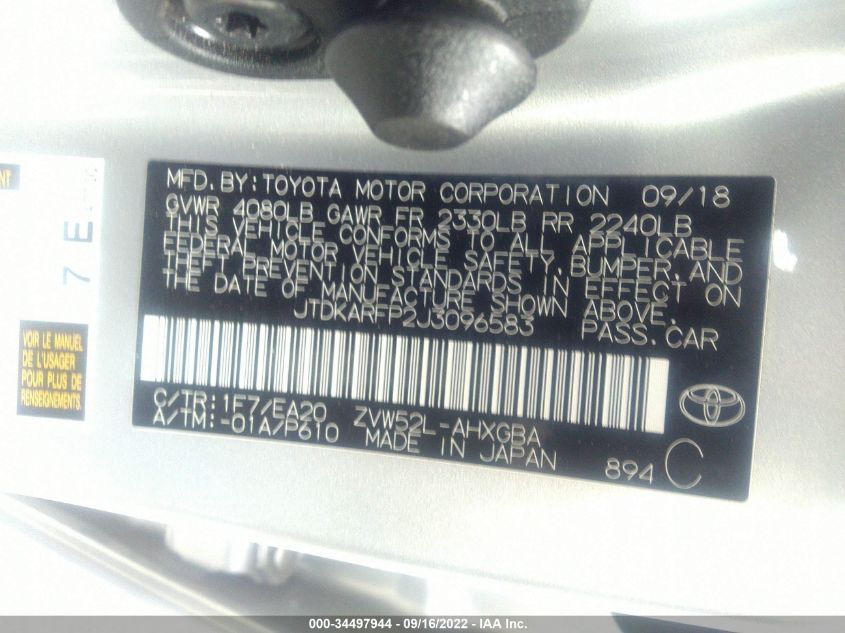 NT
7 E
VOIR LE MANUEL
DE L'USAGER
POUR PLUS DE
RENSEIGNEMENTS.
MFD. BY: TOYOTA MOTOR CORPORATION 09/18
GVWR 4080LB GAWR FR 2330LB RR 2240LB
THIS VEHICLE CONFORMS TO ALL APPLICABLE
FEDERAL MOTOR VEHICLE SAFETY, BUMPER, AND
THEFT PREVENTION STANDARDS IN EFFECT ON
THE DATE OF MANUFACTURE SHOWN ABOVE.
JTDKARFP2J3096583 PASS. CAR
C/TR: 1F7/EA20 ZVW52L-AHXGBA
A/TM: -01A/P610 MADE IN JAPAN 894 C
000-34497944 - 09/16/2022 - IAA Inc.